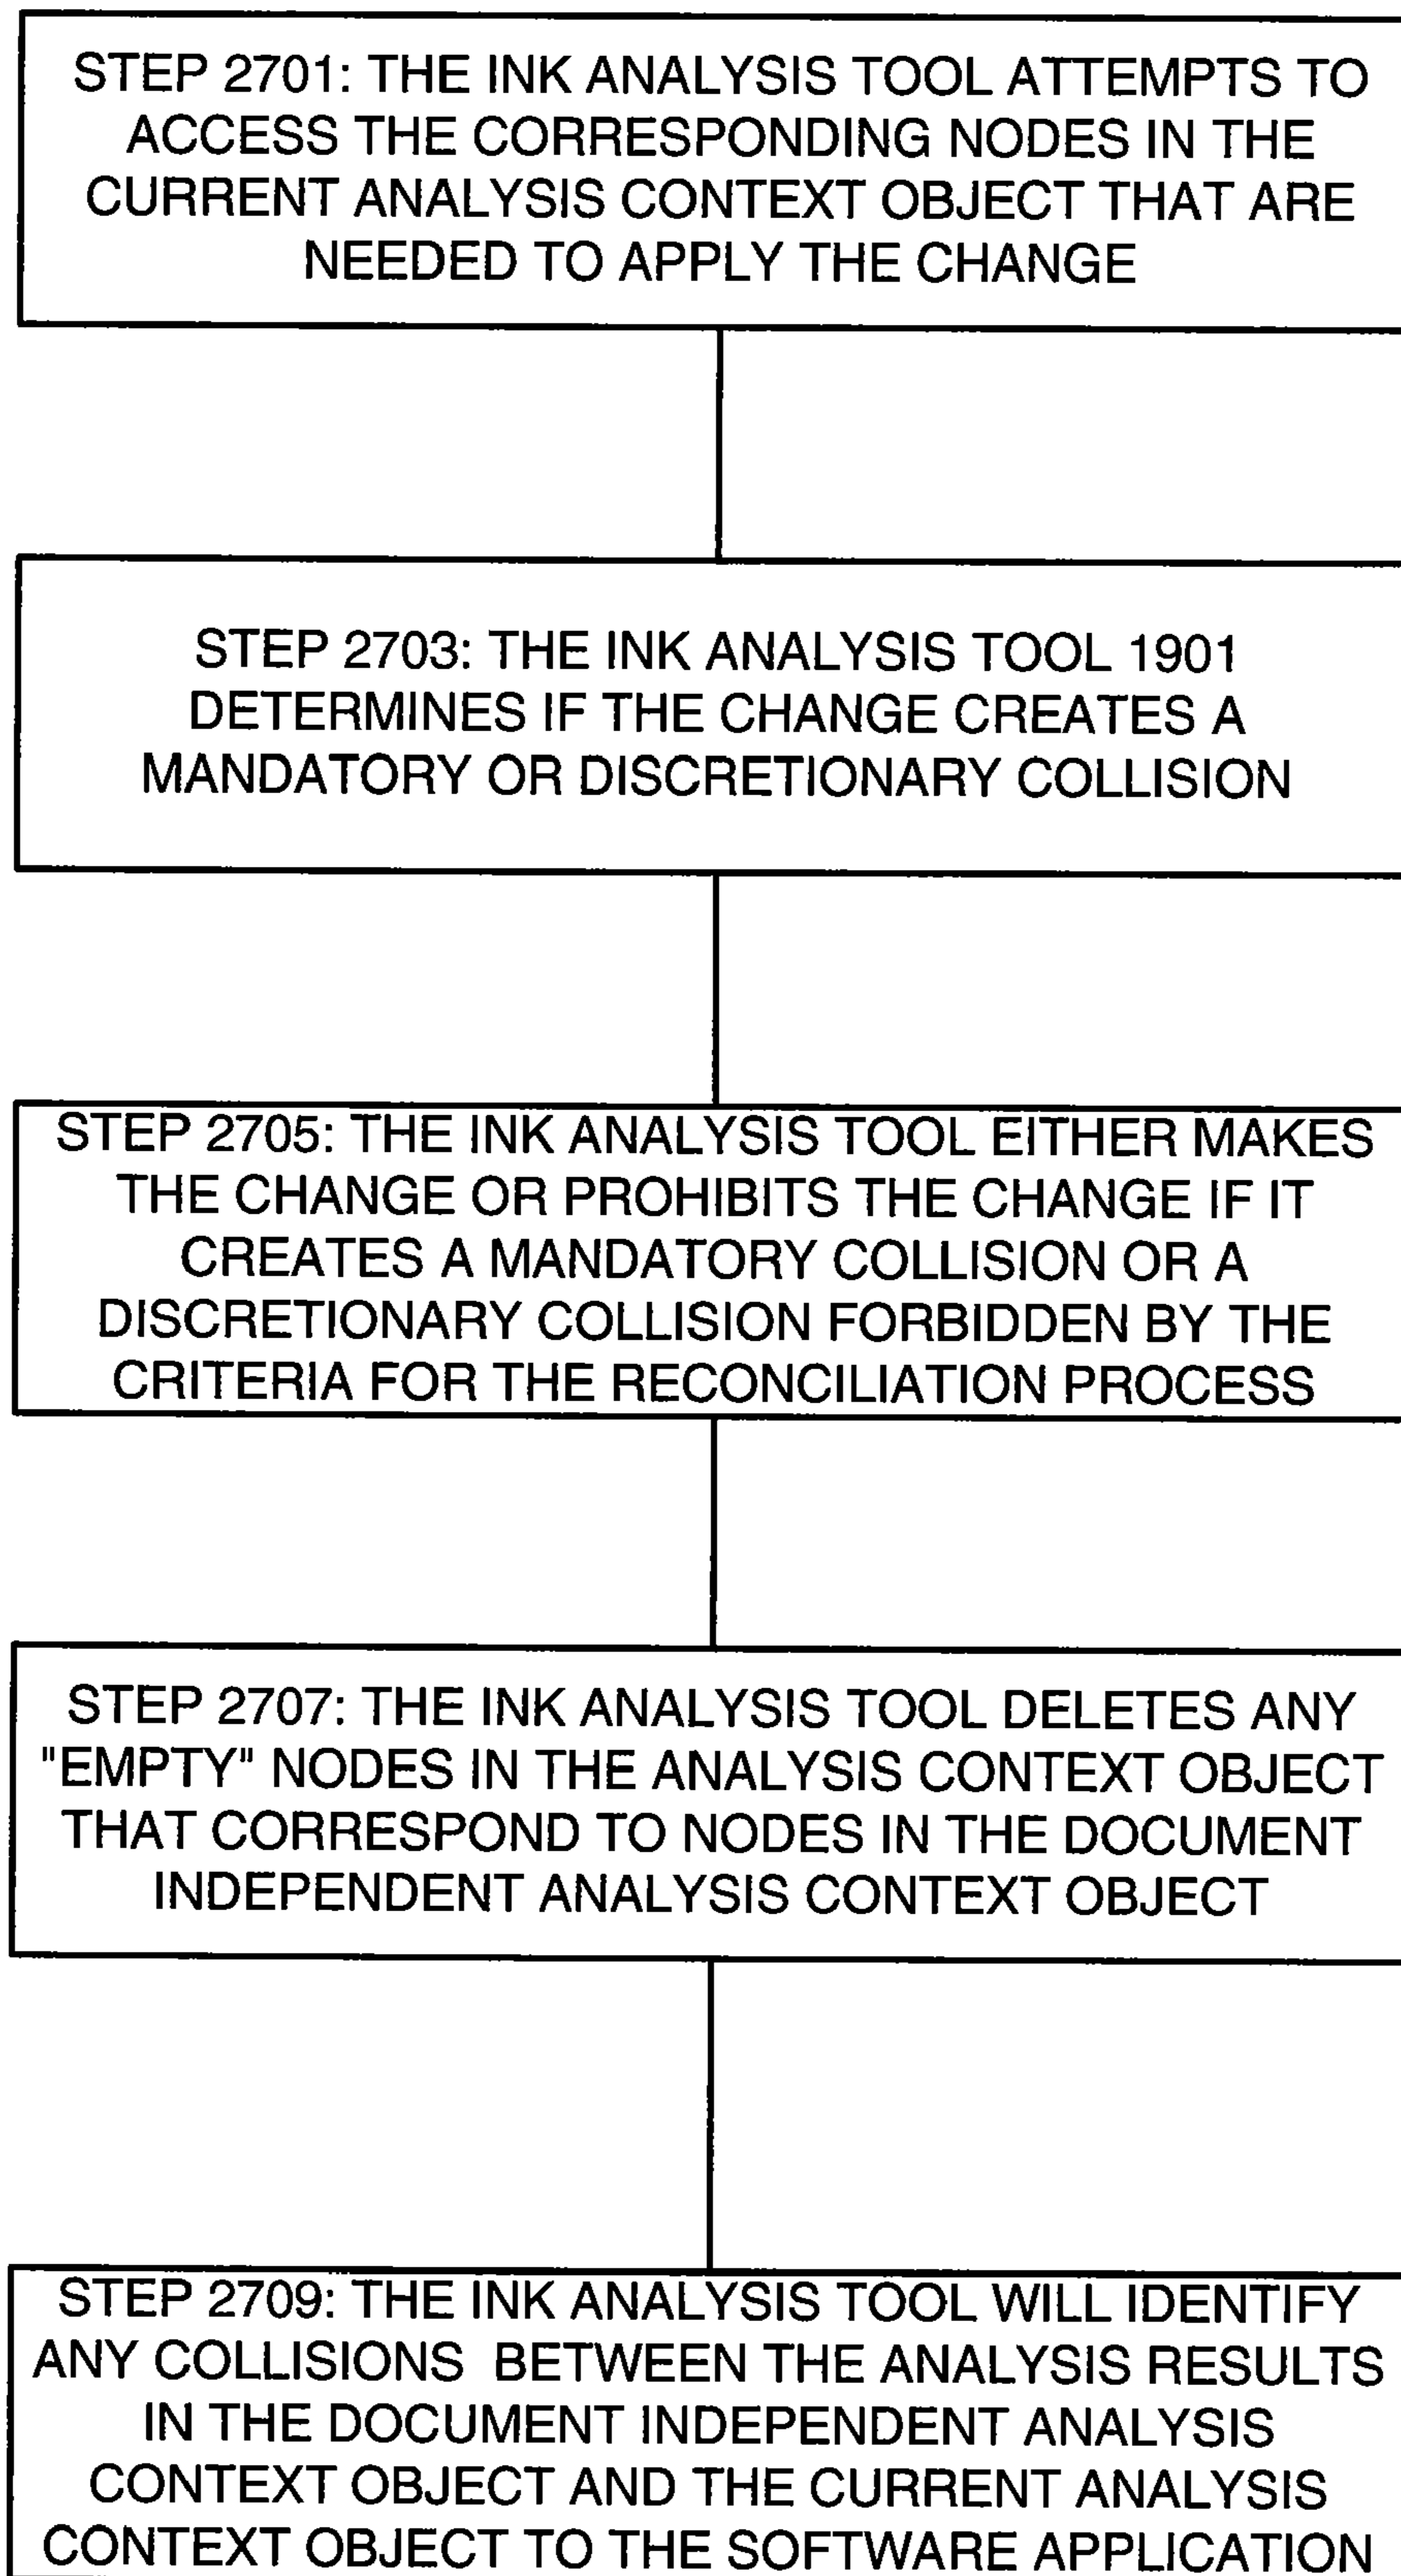 STEP 2701: THE INK ANALYSIS TOOL ATTEMPTS TO
ACCESS THE CORRESPONDING NODES IN THE
CURRENT ANALYSIS CONTEXT OBJECT THAT ARE
NEEDED TO APPLY THE CHANGE
STEP 2703: THE INK ANALYSIS TOOL 1901
DETERMINES IF THE CHANGE CREATES A
MANDATORY OR DISCRETIONARY COLLISION
STEP 2705: THE INK ANALYSIS TOOL EITHER MAKES
THE CHANGE OR PROHIBITS THE CHANGE IF IT
CREATES A MANDATORY COLLISION OR A
DISCRETIONARY COLLISION FORBIDDEN BY THE
CRITERIA FOR THE RECONCILIATION PROCESS
STEP 2707: THE INK ANALYSIS TOOL DELETES ANY
"EMPTY" NODES IN THE ANALYSIS CONTEXT OBJECT
THAT CORRESPOND TO NODES IN THE DOCUMENT
INDEPENDENT ANALYSIS CONTEXT OBJECT
STEP 2709: THE INK ANALYSIS TOOL WILL IDENTIFY
ANY COLLISIONS BETWEEN THE ANALYSIS RESULTS
IN THE DOCUMENT INDEPENDENT ANALYSIS
CONTEXT OBJECT AND THE CURRENT ANALYSIS
CONTEXT OBJECT TO THE SOFTWARE APPLICATION